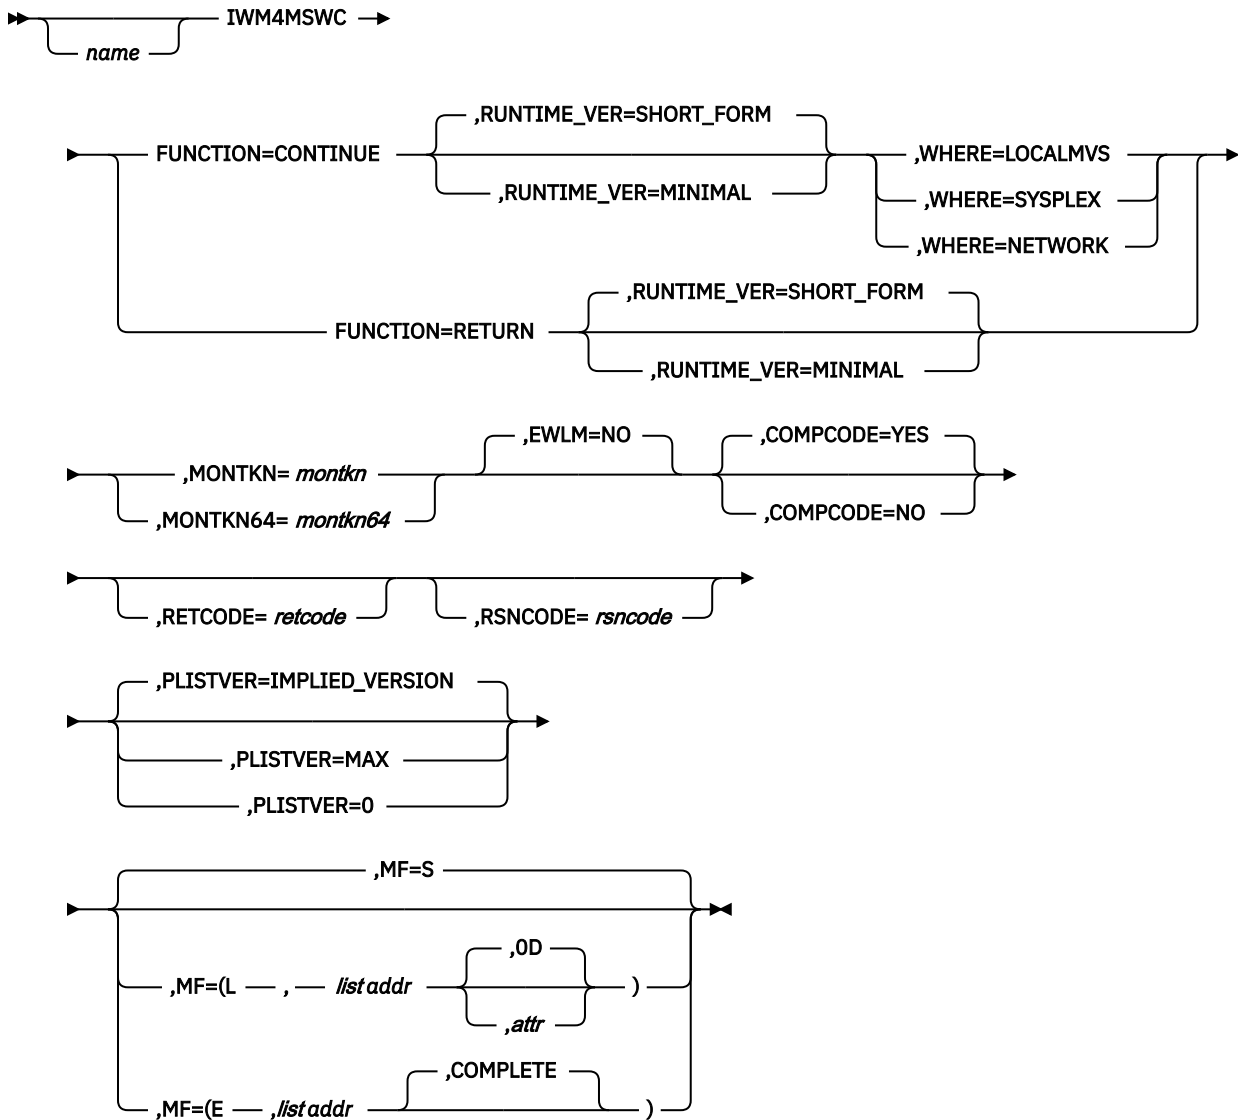 IWM4MSWC
name
,RUNTIME_VER=SHORT_FORM
FUNCTION=CONTINUE ,WHERE=LOCALMVS
,RUNTIME_VER=MINIMAL ,WHERE=SYSPLEX
,WHERE=NETWORK
,RUNTIME_VER=SHORT_FORM
FUNCTION=RETURN
,RUNTIME_VER=MINIMAL
,EWLM=NO ,COMPCODE=YES
,MONTKN= montkn
,MONTKN64= montkn64 ,COMPCODE=NO
,RETCODE= retcode ,RSNCODE= rsncode
,PLISTVER=IMPLIED_VERSION
,PLISTVER=MAX
,PLISTVER=0
,MF=S
,0D
,MF=(L , list addr )
,attr
,COMPLETE
,MF=(E ,list addr )